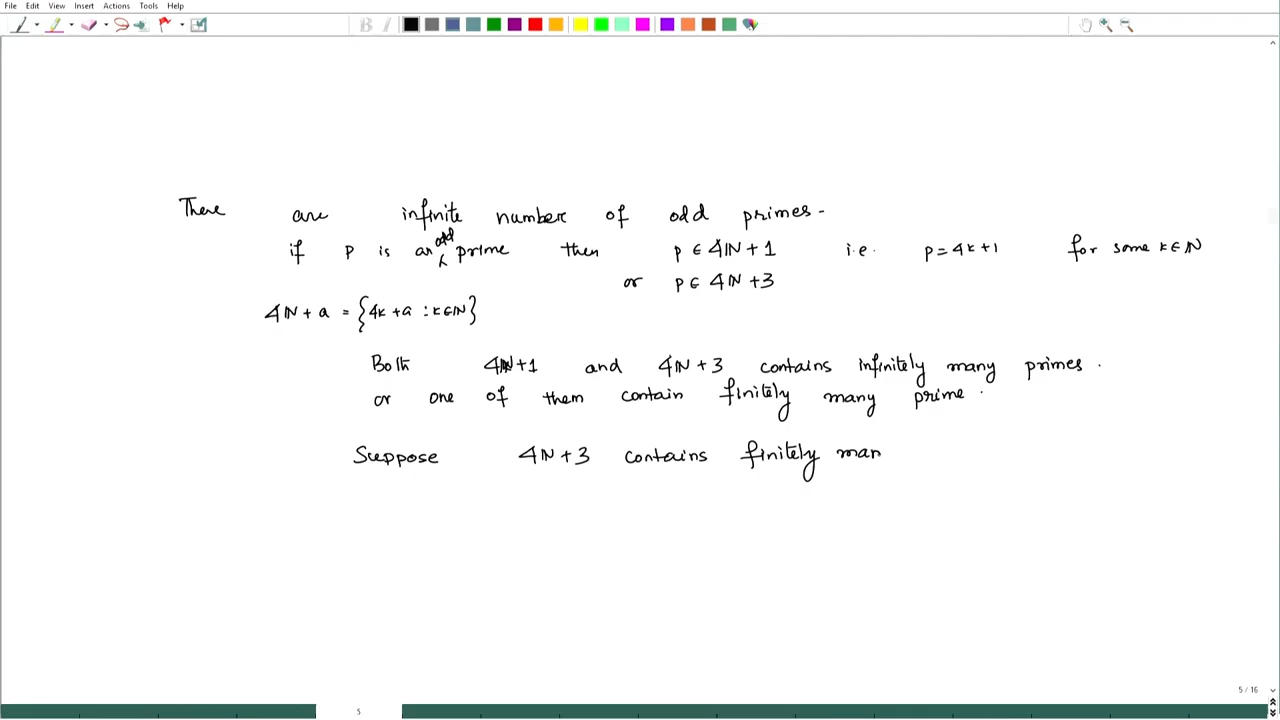 File Edit View Insert Actions Tools Help
B I
There are infinite number of odd primes.
if p is an odd prime then p ∈ 4ℕ+1 i.e. p=4k+1 for some k∈ℕ
or p∈ 4ℕ+3
4ℕ+a = {4k+a : k∈ℕ}
Both 4ℕ+1 and 4ℕ+3 contains infinitely many primes.
or one of them contain finitely many prime.
Suppose 4ℕ+3 contains finitely man
5 / 16
5